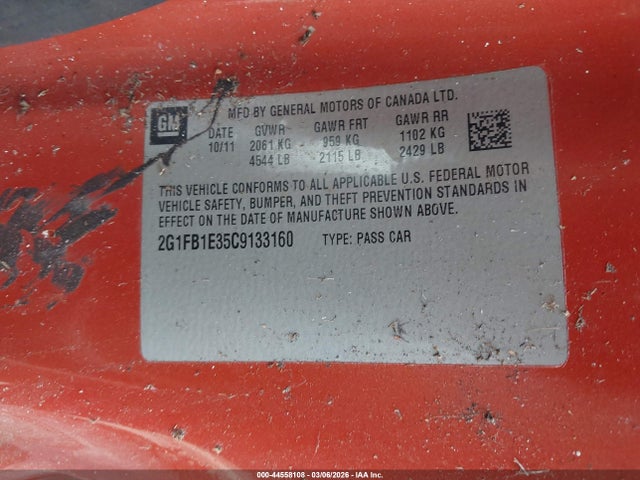 GM
MFD BY GENERAL MOTORS OF CANADA LTD.
DATE GVWR GAWR FRT GAWR RR
10/11 2061 KG 959 KG 1102 KG
4544 LB 2115 LB 2429 LB
THIS VEHICLE CONFORMS TO ALL APPLICABLE U.S. FEDERAL MOTOR
VEHICLE SAFETY, BUMPER, AND THEFT PREVENTION STANDARDS IN
EFFECT ON THE DATE OF MANUFACTURE SHOWN ABOVE.
2G1FB1E35C9133160 TYPE: PASS CAR
000-44558108 - 03/06/2026 - IAA Inc.